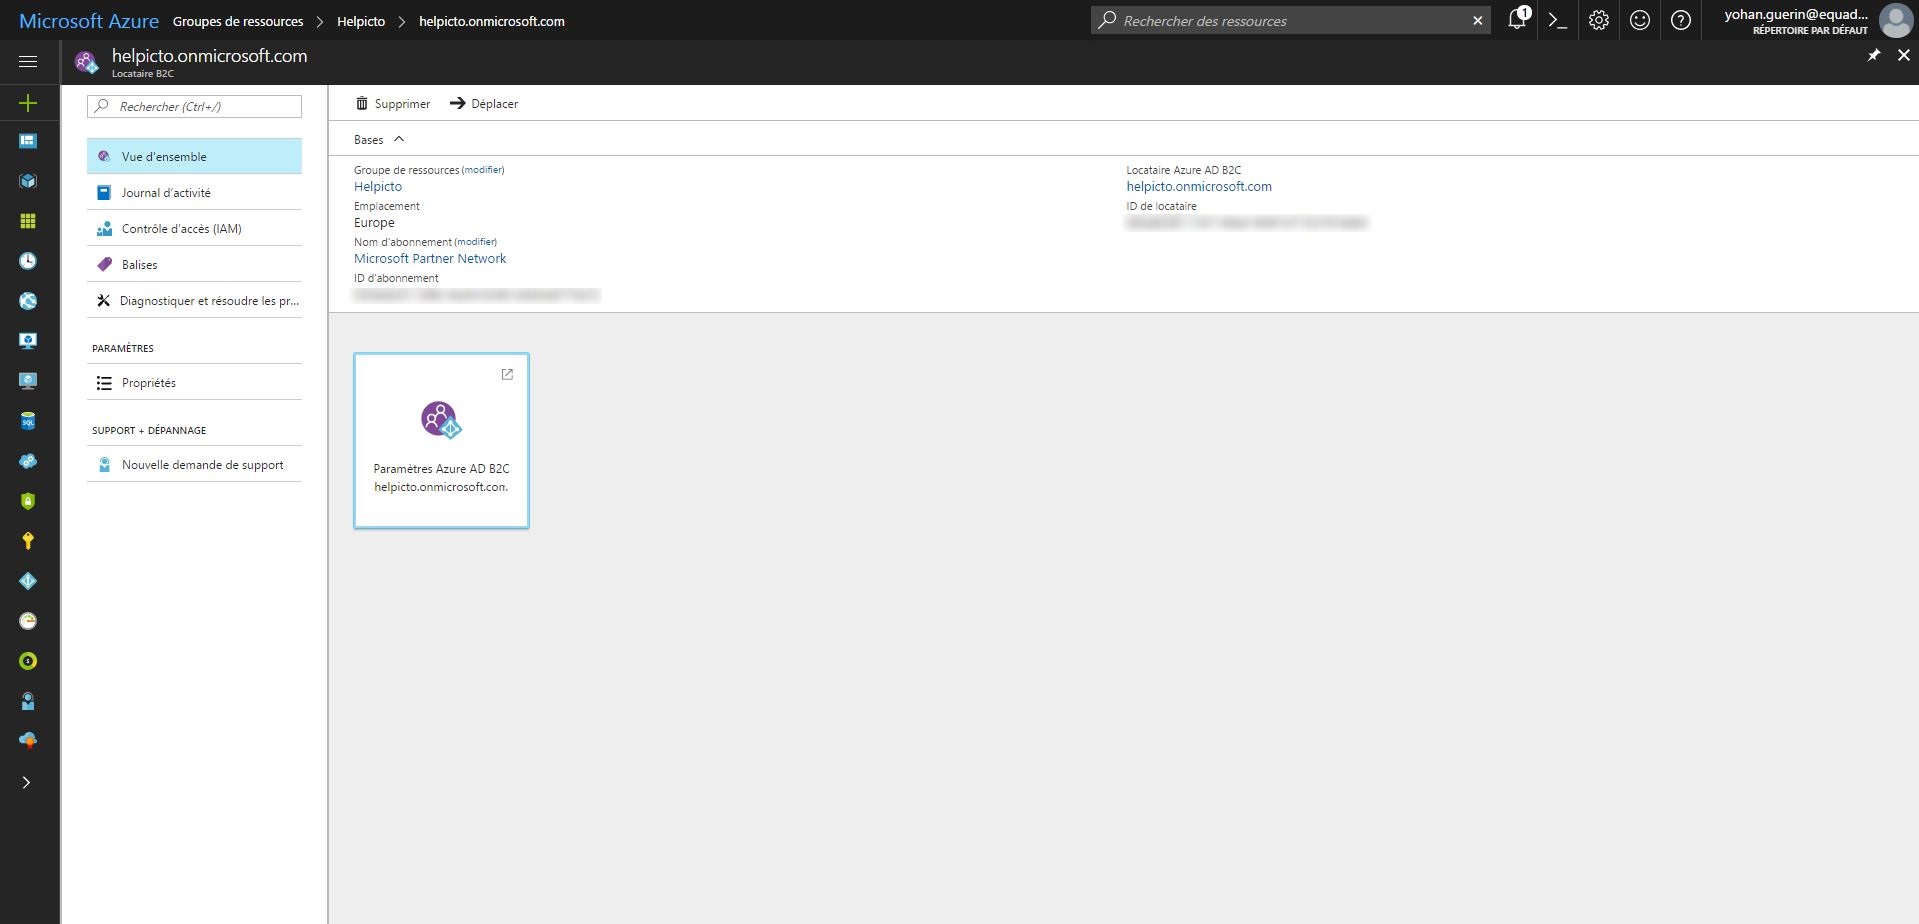 Microsoft Azure Groupes de ressources > Helpicto > helpicto.onmicrosoft.com
Rechercher des ressources
1
yohan.guerin@equad...
RÉPERTOIRE PAR DÉFAUT
helpicto.onmicrosoft.com
Locataire B2C
Rechercher (Ctrl+/)
Vue d'ensemble
Journal d'activité
Contrôle d'accès (IAM)
Balises
Diagnostiquer et résoudre les pr...
PARAMÈTRES
Propriétés
SUPPORT + DÉPANNAGE
Nouvelle demande de support
Supprimer
Déplacer
Bases
Groupe de ressources (modifier)
Helpicto
Emplacement
Europe
Nom d'abonnement (modifier)
Microsoft Partner Network
ID d'abonnement
Locataire Azure AD B2C
helpicto.onmicrosoft.com
ID de locataire
Paramètres Azure AD B2C
helpicto.onmicrosoft.com.